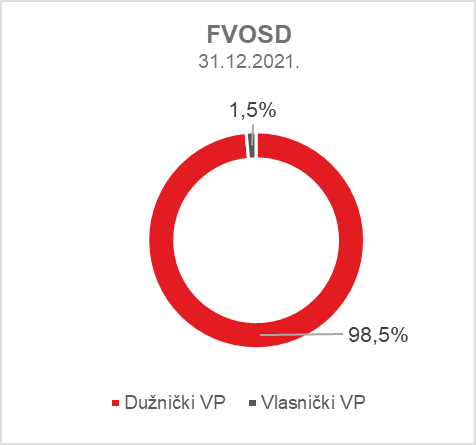 FVOSD
31.12.2021.
1,5%
98,5%
Dužnički VP
Vlasnički VP